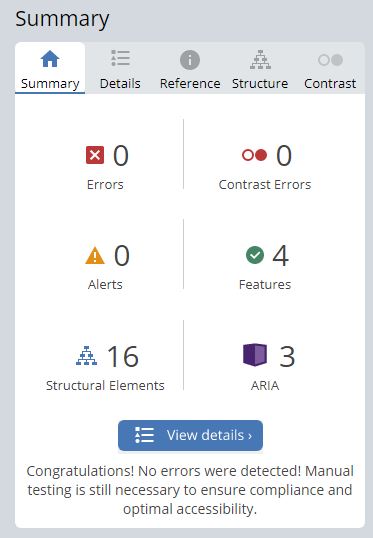 Summary
Summary Details Reference Structure Contrast
0 0
Errors Contrast Errors
0 4
Alerts Features
16 3
Structural Elements ARIA
View details ›
Congratulations! No errors were detected! Manual
testing is still necessary to ensure compliance and
optimal accessibility.